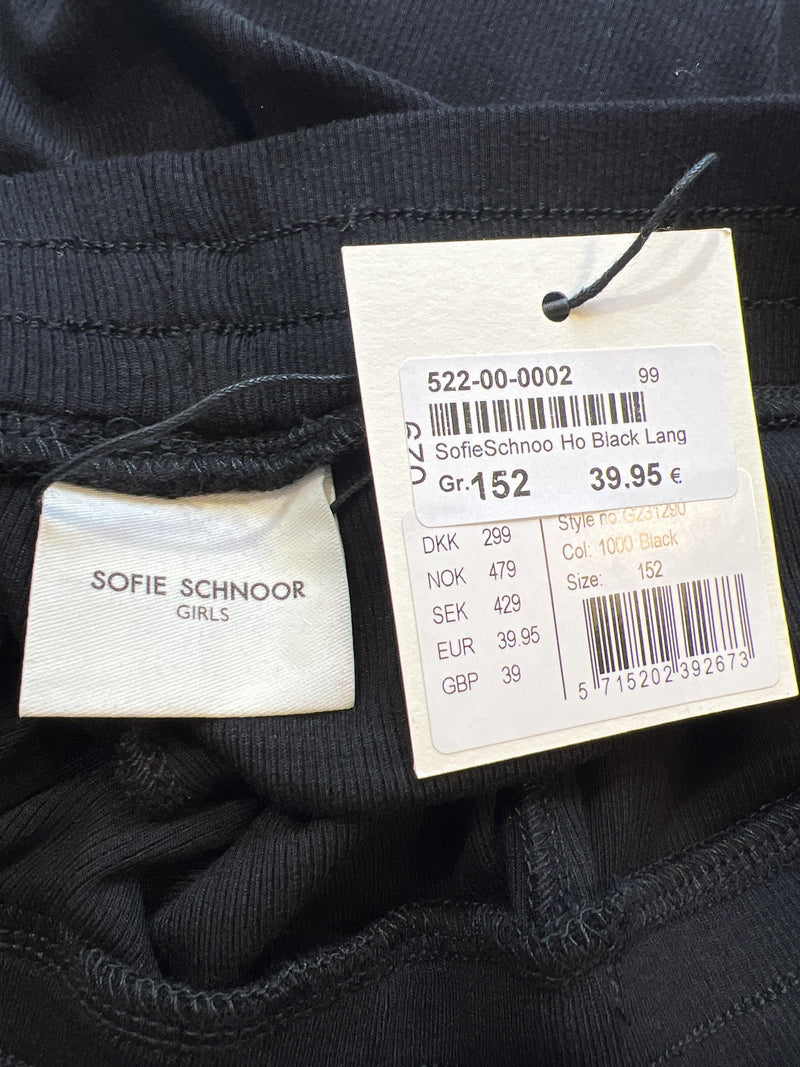 522-00-0002 99
029
SofieSchnoo Ho Black Lang
Gr.152 39.95 €
SOFIE SCHNOOR
GIRLS
DKK 299
NOK 479
SEK 429
EUR 39.95
GBP 39
Style no:G231290
Col: 1000 Black
Size: 152
5 715202 392673